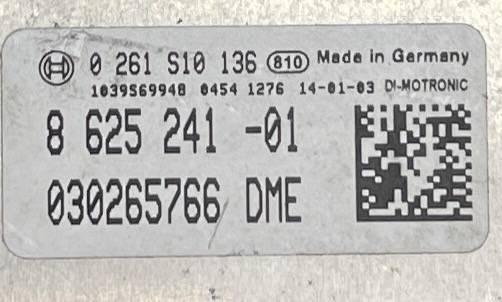 0 261 S10 136 810 Made in Germany
1039S69948 0454 1276 14-01-03 DI-MOTRONIC
8 625 241 -01
030265766 DME